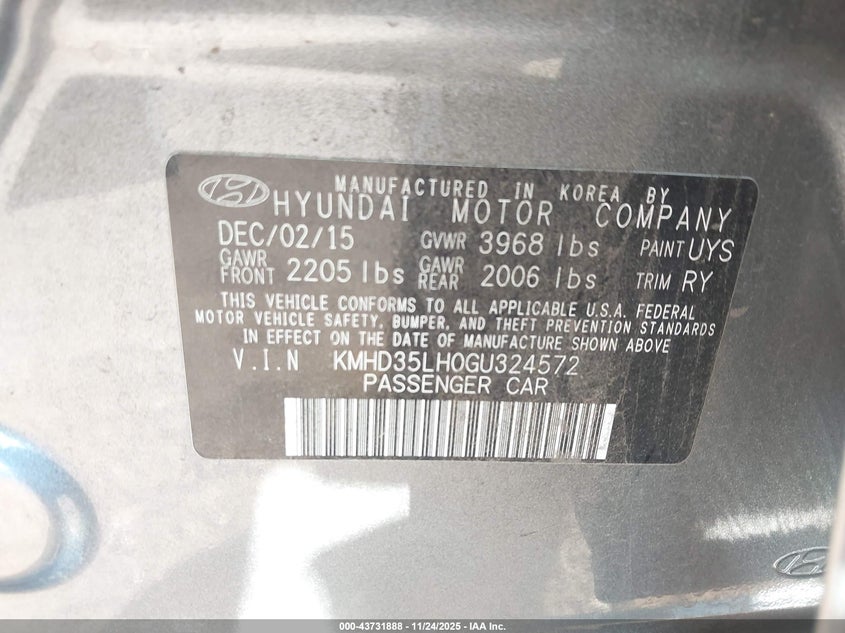 MANUFACTURED IN KOREA BY
HYUNDAI MOTOR COMPANY
DEC/02/15 GVWR 3968 lbs PAINT UYS
GAWR FRONT 2205 lbs GAWR REAR 2006 lbs TRIM RY
THIS VEHICLE CONFORMS TO ALL APPLICABLE U.S.A. FEDERAL
MOTOR VEHICLE SAFETY, BUMPER, AND THEFT PREVENTION STANDARDS
IN EFFECT ON THE DATE OF MANUFACTURE SHOWN ABOVE
V.I.N KMHD35LH0GU324572
PASSENGER CAR
000-43731888 - 11/24/2025 - IAA Inc.